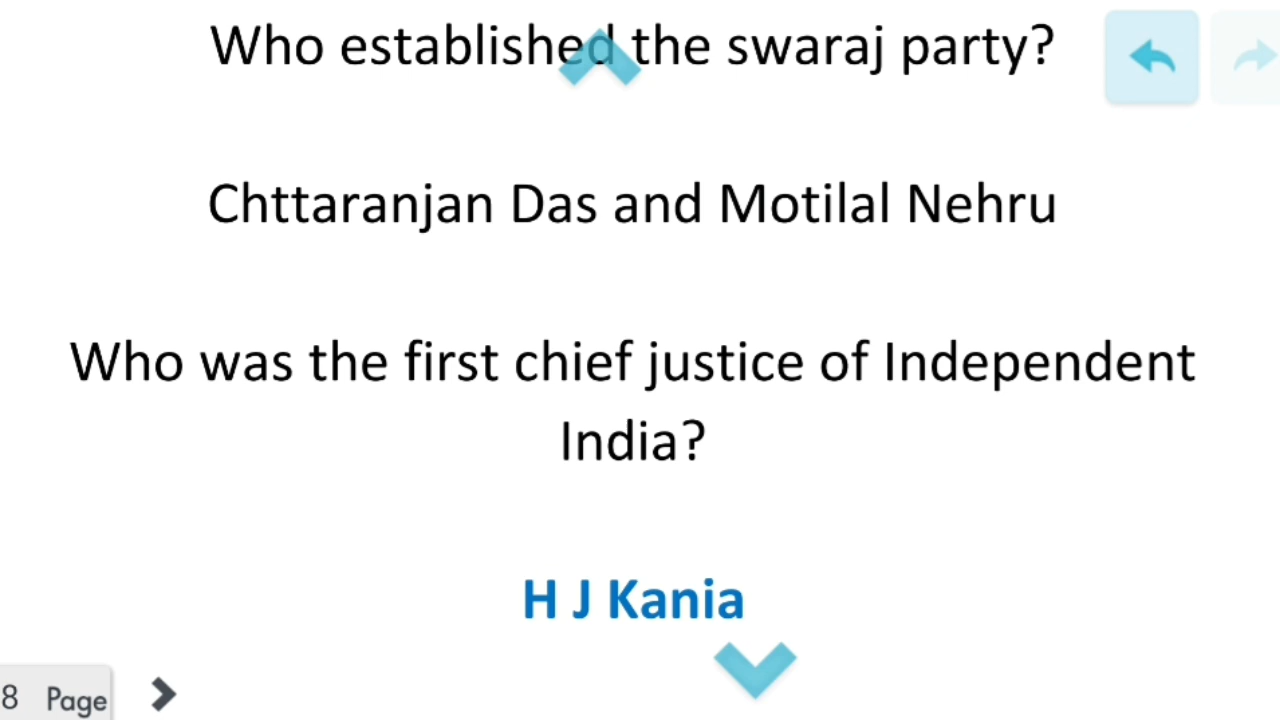 Who established the swaraj party?
Chttaranjan Das and Motilal Nehru
Who was the first chief justice of Independent
India?
H J Kania
8 Page